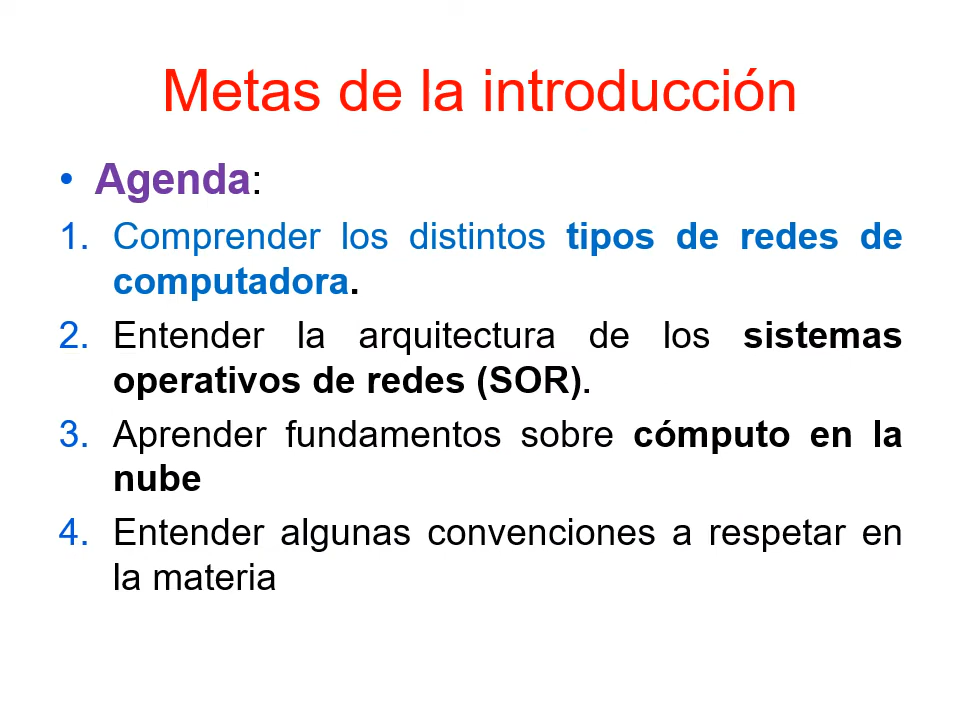 Metas de la introducción
• Agenda:
1. Comprender los distintos tipos de redes de
computadora.
2. Entender la arquitectura de los sistemas
operativos de redes (SOR).
3. Aprender fundamentos sobre cómputo en la
nube
4. Entender algunas convenciones a respetar en
la materia